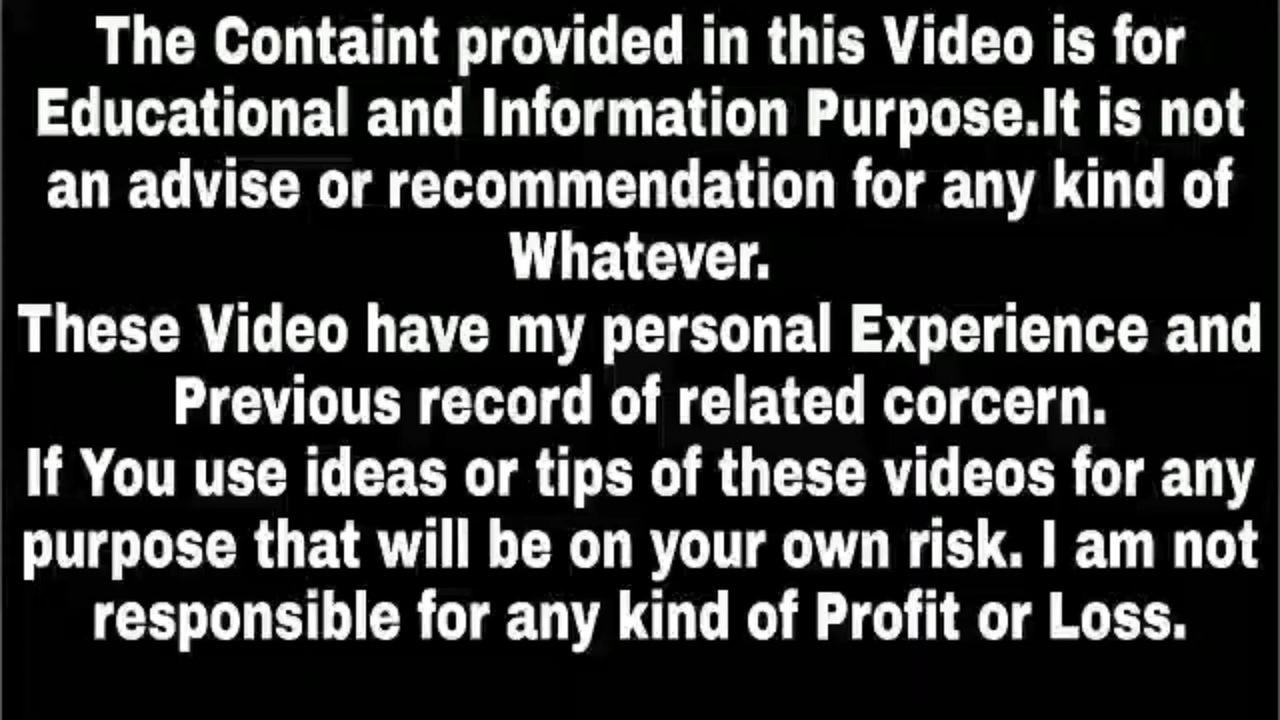 The Containt provided in this Video is for
Educational and Information Purpose.It is not
an advise or recommendation for any kind of
Whatever.
These Video have my personal Experience and
Previous record of related corcern.
If You use ideas or tips of these videos for any
purpose that will be on your own risk. I am not
responsible for any kind of Profit or Loss.